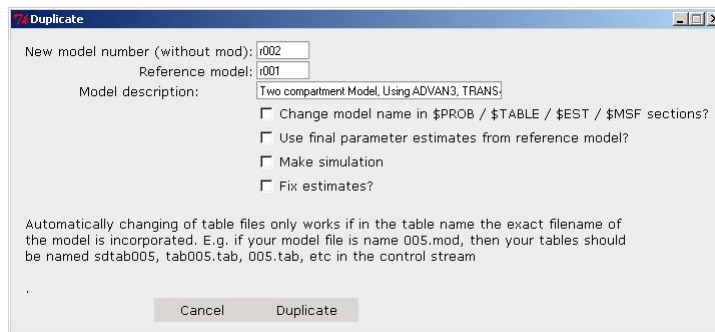 Duplicate
New model number (without mod): r002
Reference model: r001
Model description: Two compartment Model, Using ADVAN3, TRANS
Change model name in $PROB / $TABLE / $EST / $MSF sections?
Use final parameter estimates from reference model?
Make simulation
Fix estimates?
Automatically changing of table files only works if in the table name the exact filename of
the model is incorporated. E.g. if your model file is name 005.mod, then your tables should
be named sdtab005, tab005.tab, 005.tab, etc in the control stream
.
Cancel Duplicate